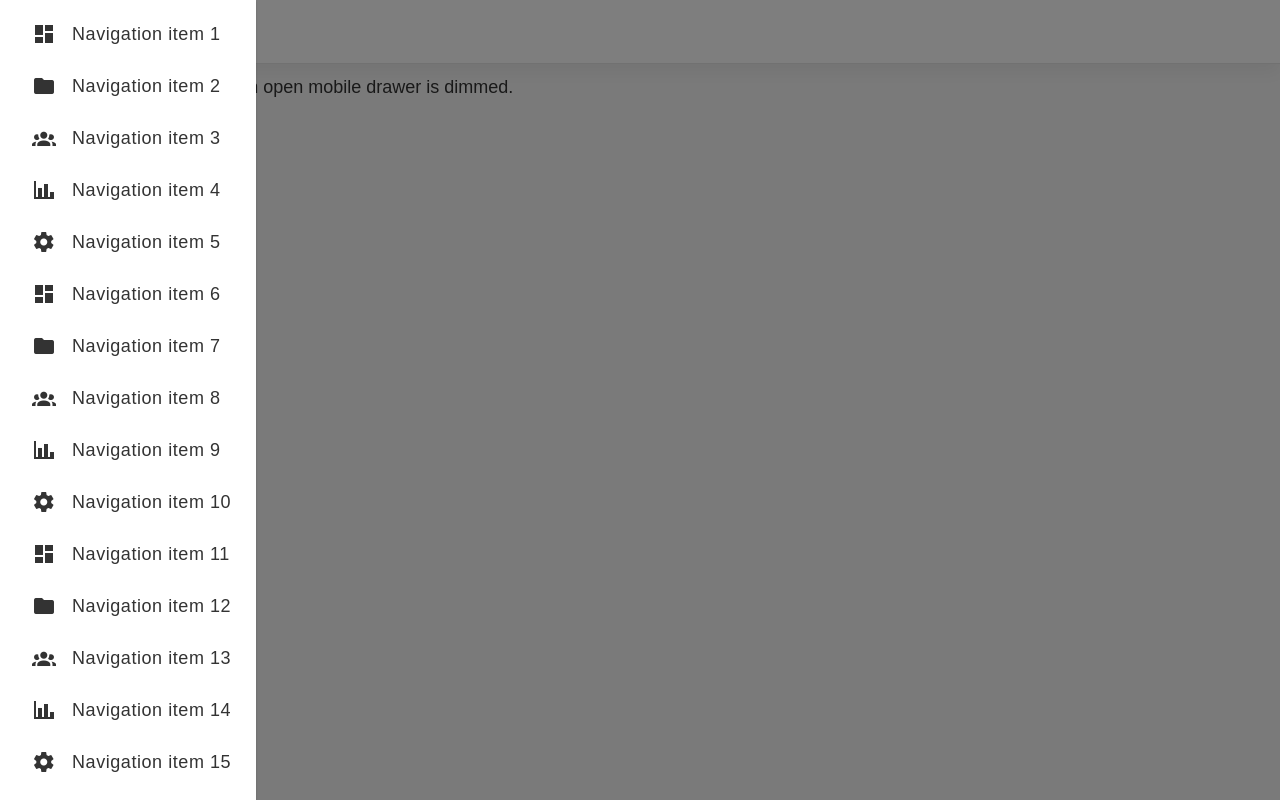 Navigation item 1
Navigation item 2
open mobile drawer is dimmed.
Navigation item 3
Navigation item 4
Navigation item 5
Navigation item 6
Navigation item 7
Navigation item 8
Navigation item 9
Navigation item 10
Navigation item 11
Navigation item 12
Navigation item 13
Navigation item 14
Navigation item 15